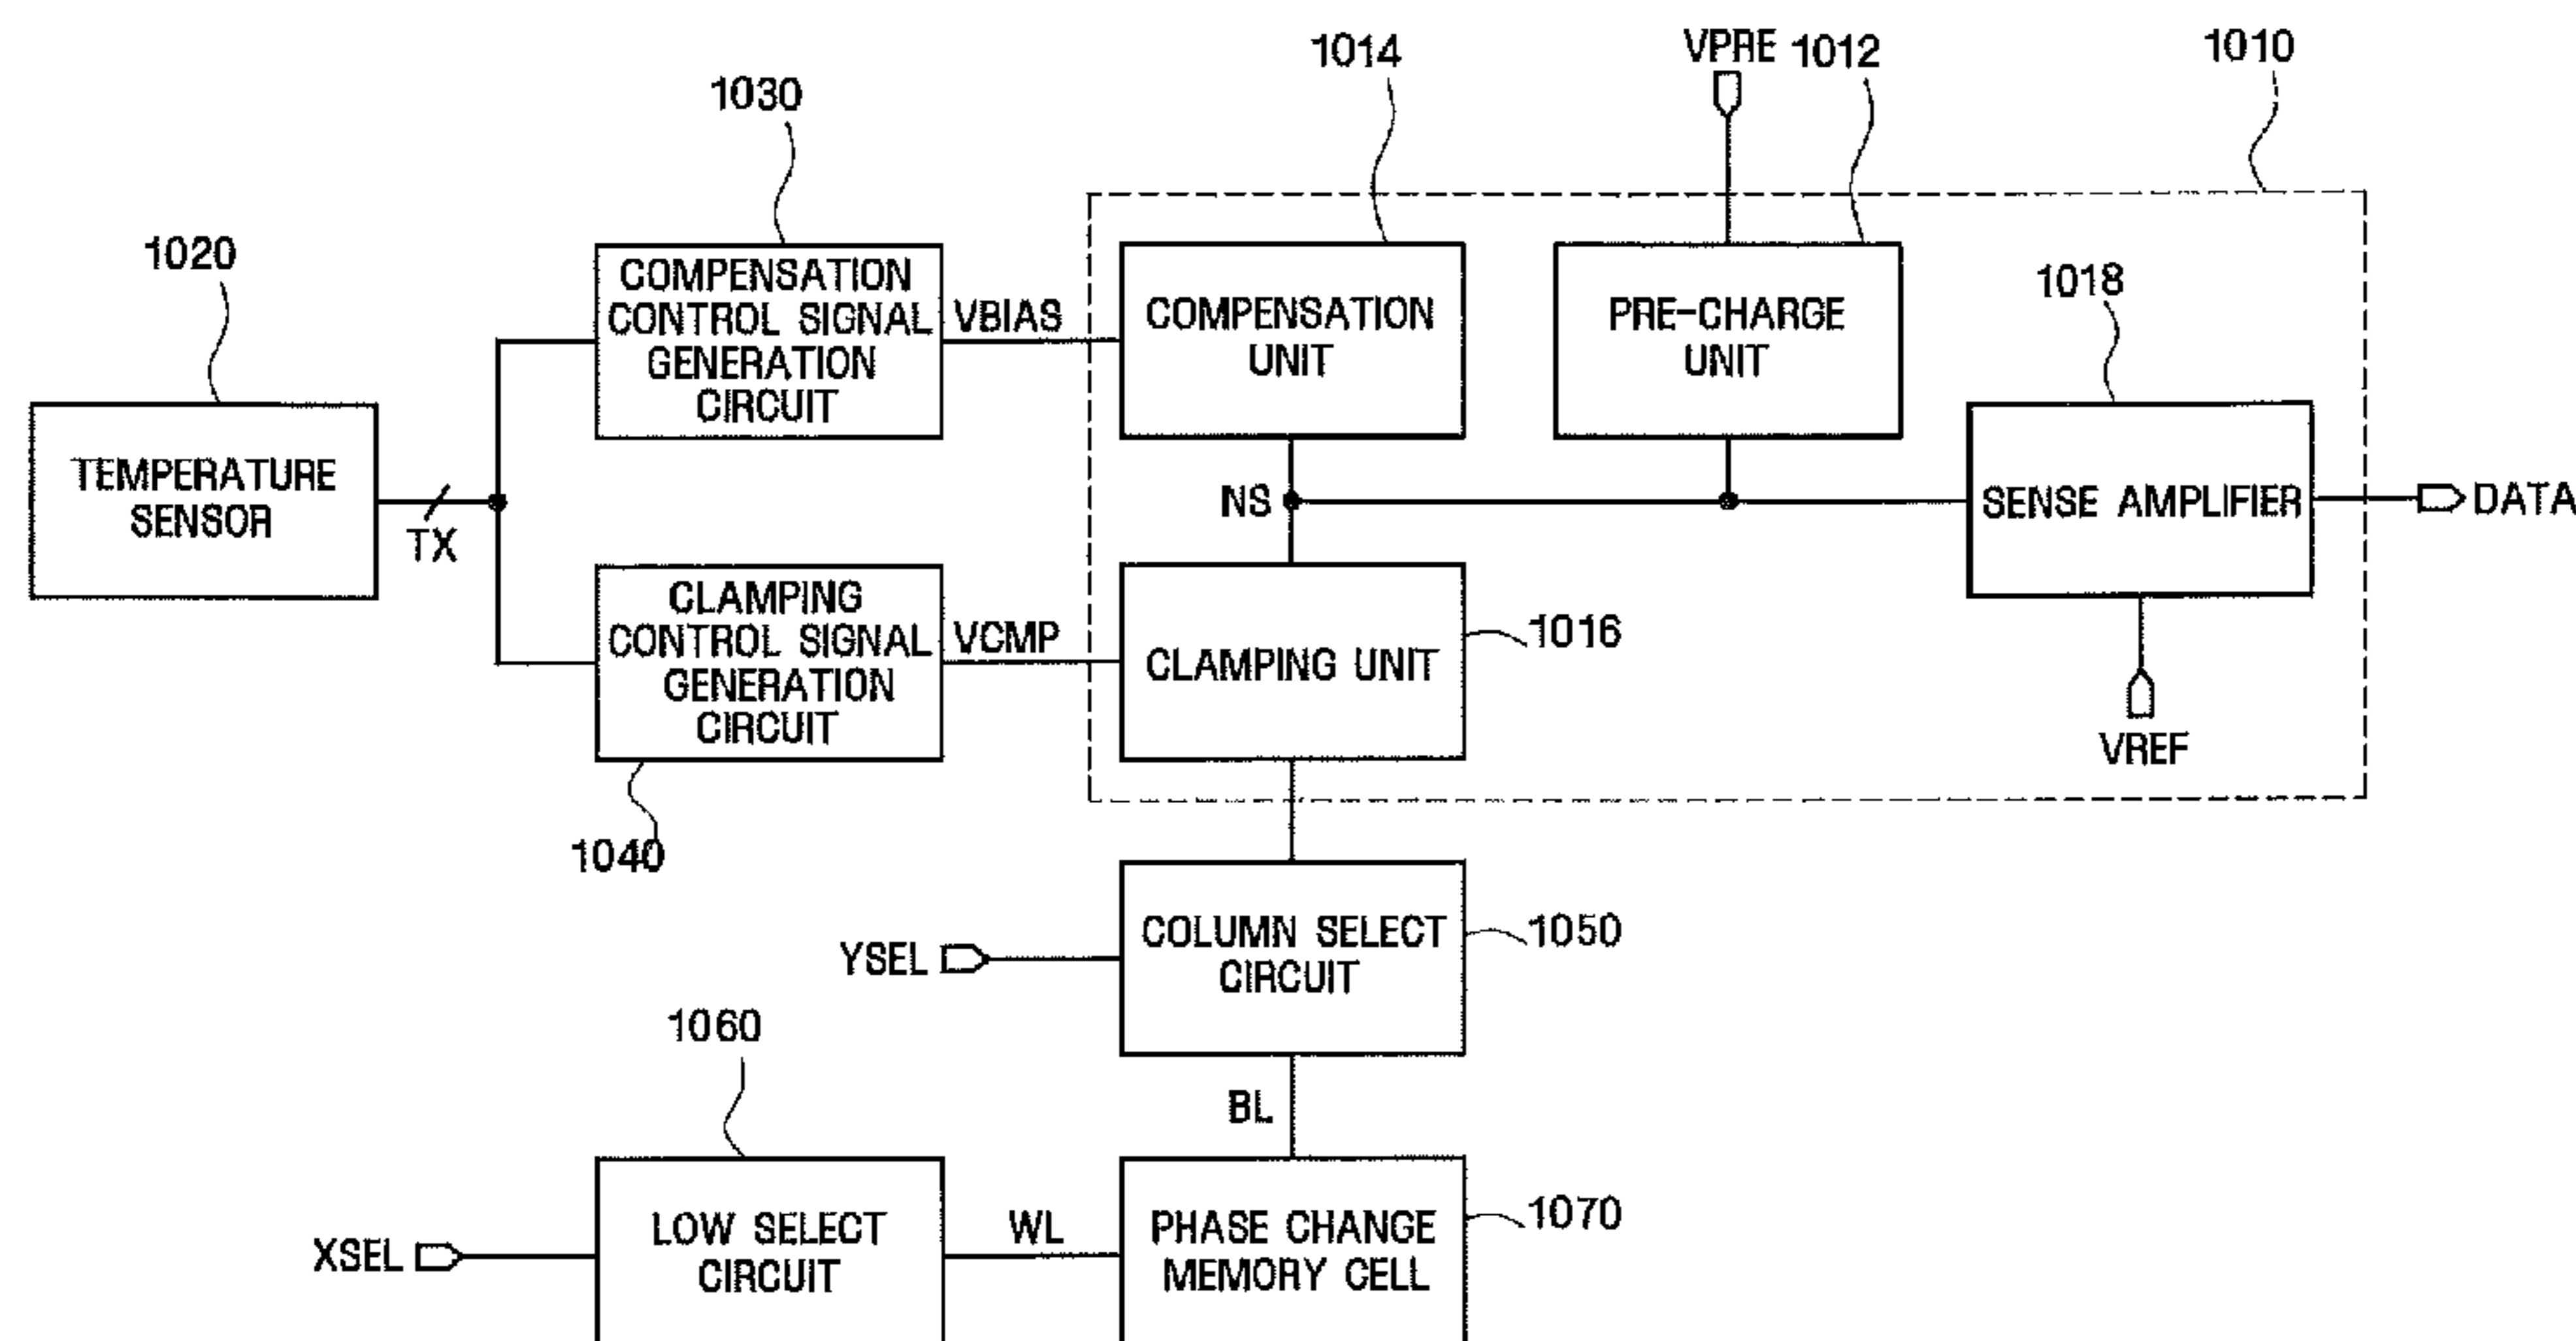 1014
VPRE 1012
1010
1030
1020
COMPENSATION
CONTROL SIGNAL
GENERATION
CIRCUIT
VBIAS
COMPENSATION
UNIT
PRE-CHARGE
UNIT
1018
TEMPERATURE
SENSOR
TX
NS
SENSE AMPLIFIER
DATA
CLAMPING
CONTROL SIGNAL
GENERATION
CIRCUIT
VCMP
CLAMPING UNIT
1016
VREF
1040
YSEL
COLUMN SELECT
CIRCUIT
1050
1060
BL
XSEL
LOW SELECT
CIRCUIT
WL
PHASE CHANGE
MEMORY CELL
1070